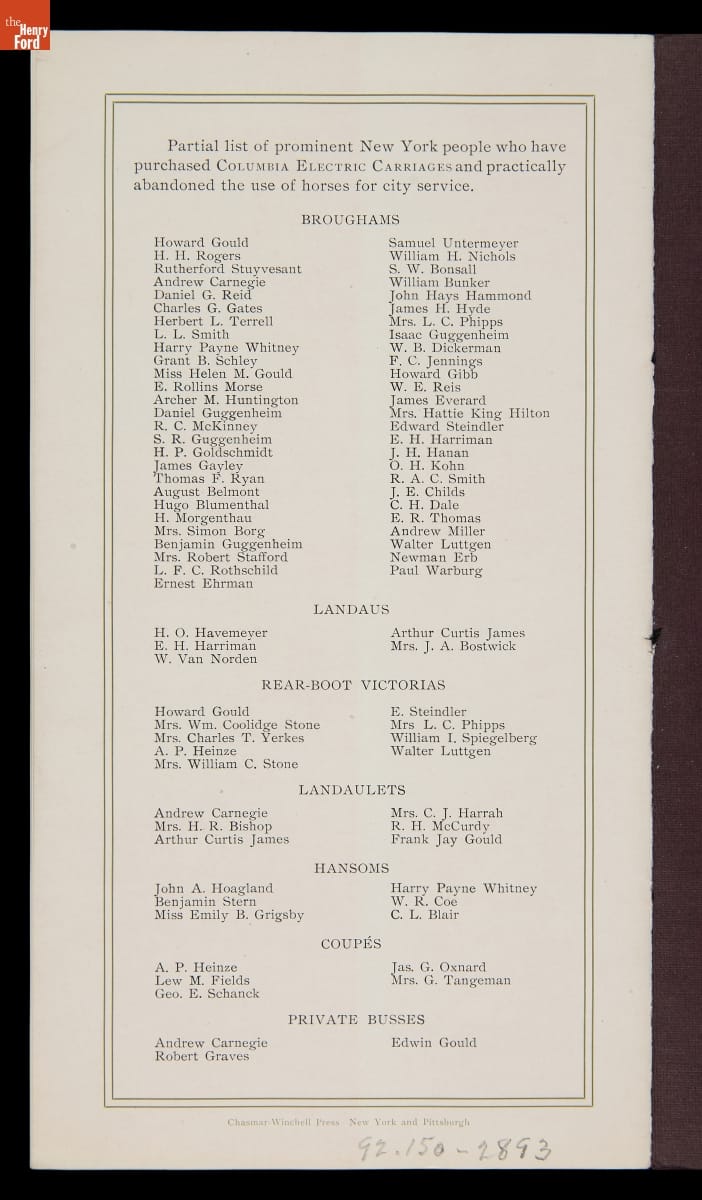 the
Henry
Ford
Partial list of prominent New York people who have
purchased COLUMBIA ELECTRIC CARRIAGES and practically
abandoned the use of horses for city service.
BROUGHAMS
Howard Gould
H. H. Rogers
Rutherford Stuyvesant
Andrew Carnegie
Daniel G. Reid
Charles G. Gates
Herbert L. Terrell
L. L. Smith
Harry Payne Whitney
Grant B. Schley
Miss Helen M. Gould
E. Rollins Morse
Archer M. Huntington
Daniel Guggenheim
R. C. McKinney
S. R. Guggenheim
H. P. Goldschmidt
James Gayley
Thomas F. Ryan
August Belmont
Hugo Blumenthal
H. Morgenthau
Mrs. Simon Borg
Benjamin Guggenheim
Mrs. Robert Stafford
L. F. C. Rothschild
Ernest Ehrman
Samuel Untermeyer
William H. Nichols
S. W. Bonsall
William Bunker
John Hays Hammond
James H. Hyde
Mrs. L. C. Phipps
Isaac Guggenheim
W. B. Dickerman
F. C. Jennings
Howard Gibb
W. E. Reis
James Everard
Mrs. Hattie King Hilton
Edward Steindler
E. H. Harriman
J. H. Hanan
O. H. Kohn
R. A. C. Smith
J. E. Childs
C. H. Dale
E. R. Thomas
Andrew Miller
Walter Luttgen
Newman Erb
Paul Warburg
LANDAUS
H. O. Havemeyer
E. H. Harriman
W. Van Norden
Arthur Curtis James
Mrs. J. A. Bostwick
REAR-BOOT VICTORIAS
Howard Gould
Mrs. Wm. Coolidge Stone
Mrs. Charles T. Yerkes
A. P. Heinze
Mrs. William C. Stone
E. Steindler
Mrs L. C. Phipps
William I. Spiegelberg
Walter Luttgen
LANDAULETS
Andrew Carnegie
Mrs. H. R. Bishop
Arthur Curtis James
Mrs. C. J. Harrah
R. H. McCurdy
Frank Jay Gould
HANSOMS
John A. Hoagland
Benjamin Stern
Miss Emily B. Grigsby
Harry Payne Whitney
W. R. Coe
C. L. Blair
COUPÉS
A. P. Heinze
Lew M. Fields
Geo. E. Schanck
Jas. G. Oxnard
Mrs. G. Tangeman
PRIVATE BUSSES
Andrew Carnegie
Robert Graves
Edwin Gould
Chasmar-Winchell Press New York and Pittsburgh
92.150-2893